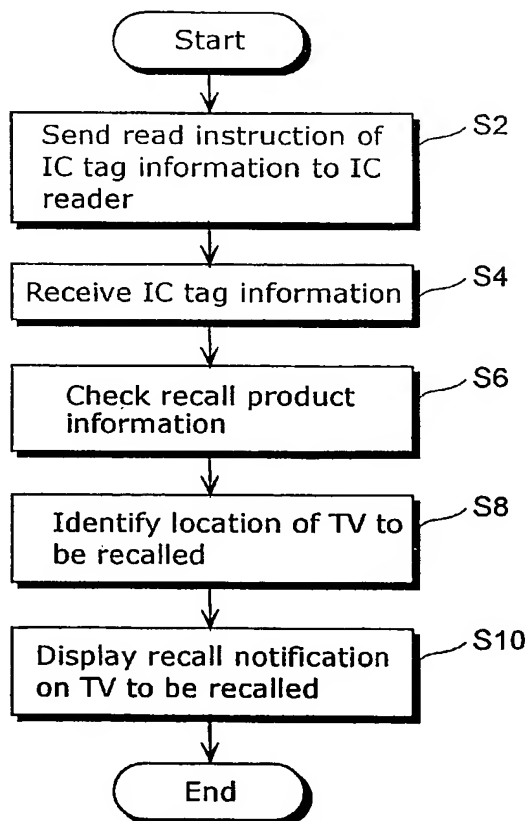 Start
Send read instruction of
IC tag information to IC
reader
S2
Receive IC tag information
S4
Check recall product
information
S6
Identify location of TV to
be recalled
S8
Display recall notification
on TV to be recalled
S10
End